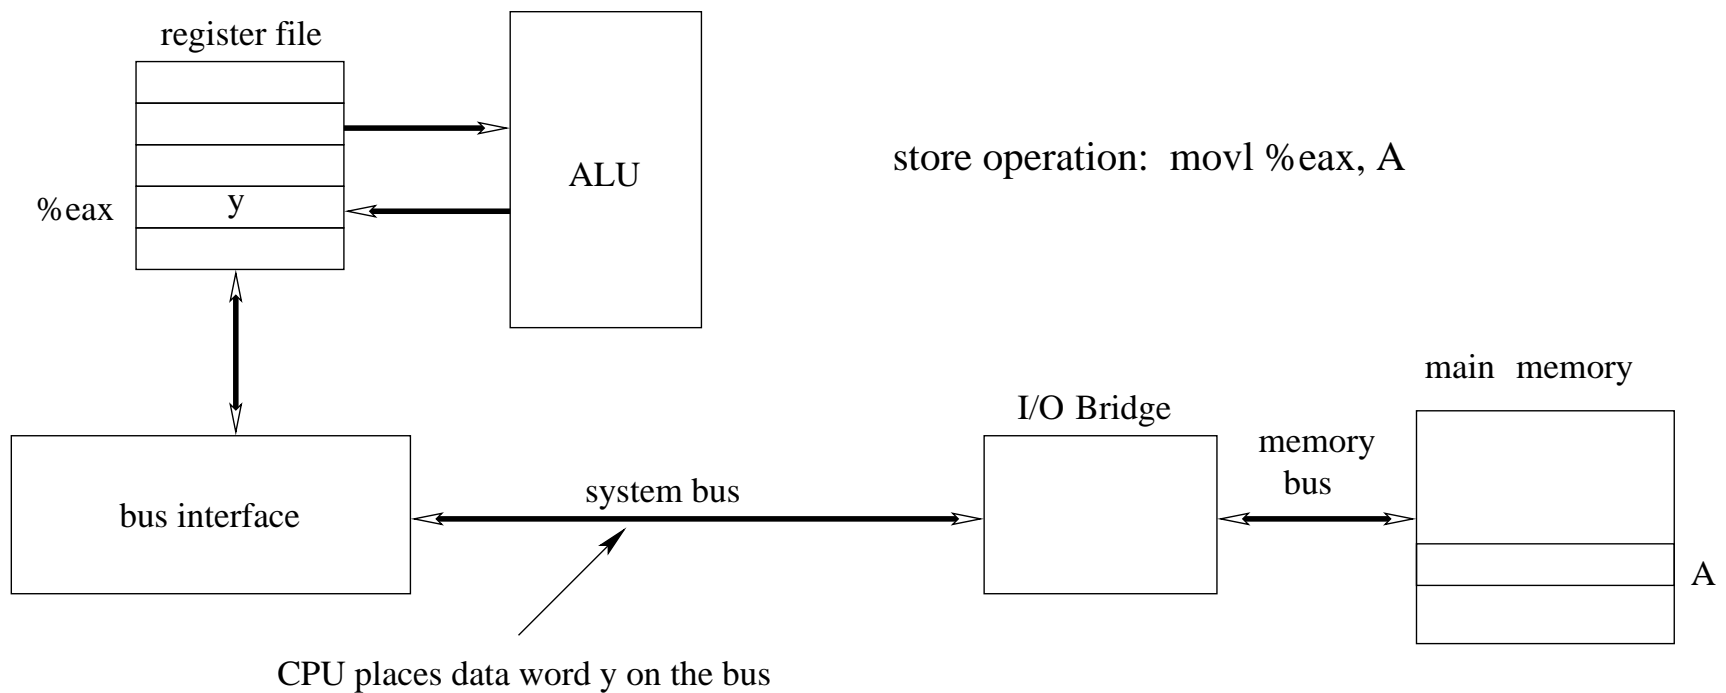 register file
ALU
store operation: movl %eax, A
%eax
y
main memory
I/O Bridge
memory
bus
system bus
bus interface
A
CPU places data word y on the bus